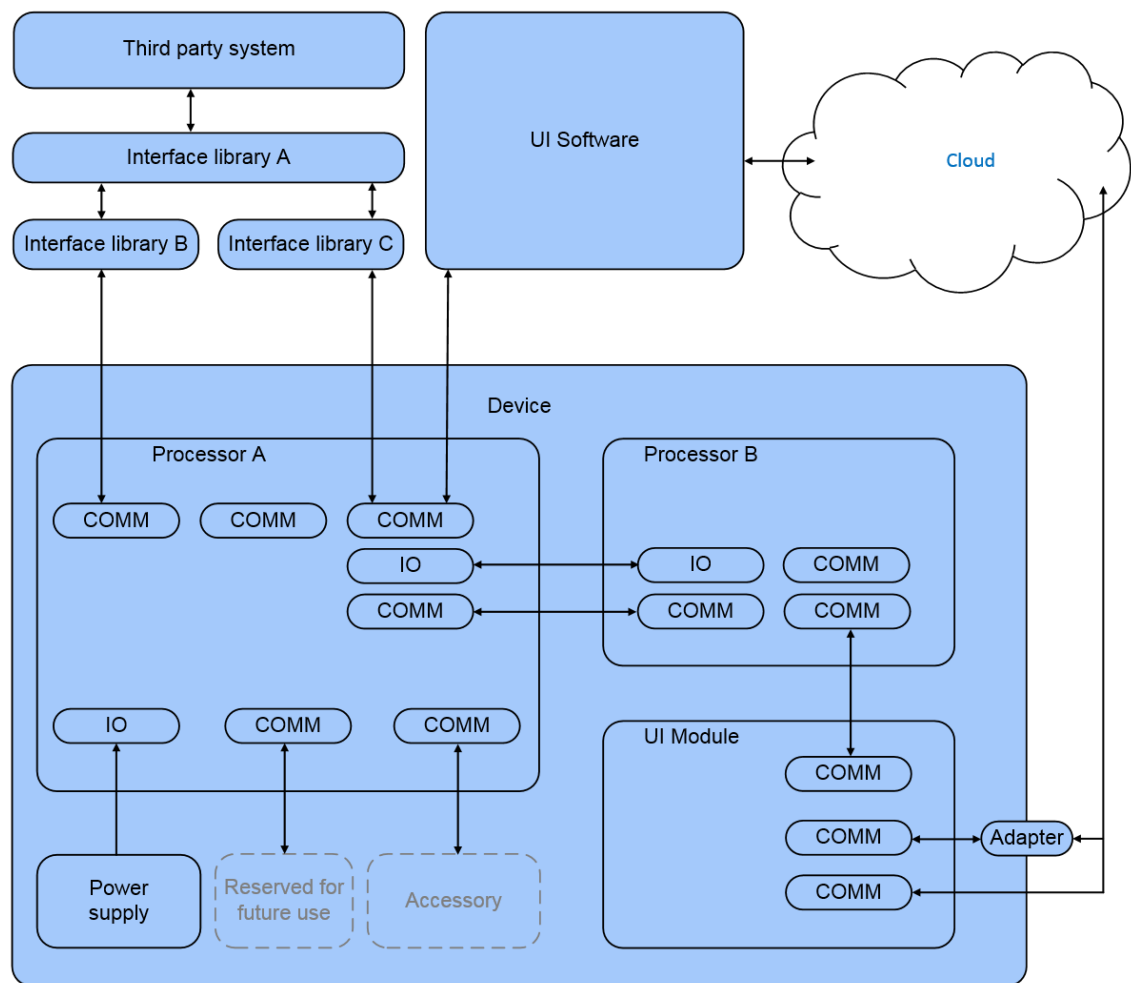 Third party system
UI Software
Cloud
Interface library A
Interface library B
Interface library C
Device
Processor A
Processor B
COMM
COMM
COMM
IO
IO
COMM
COMM
COMM
COMM
IO
COMM
COMM
UI Module
COMM
COMM
Adapter
COMM
Power
supply
Reserved for
future use
Accessory